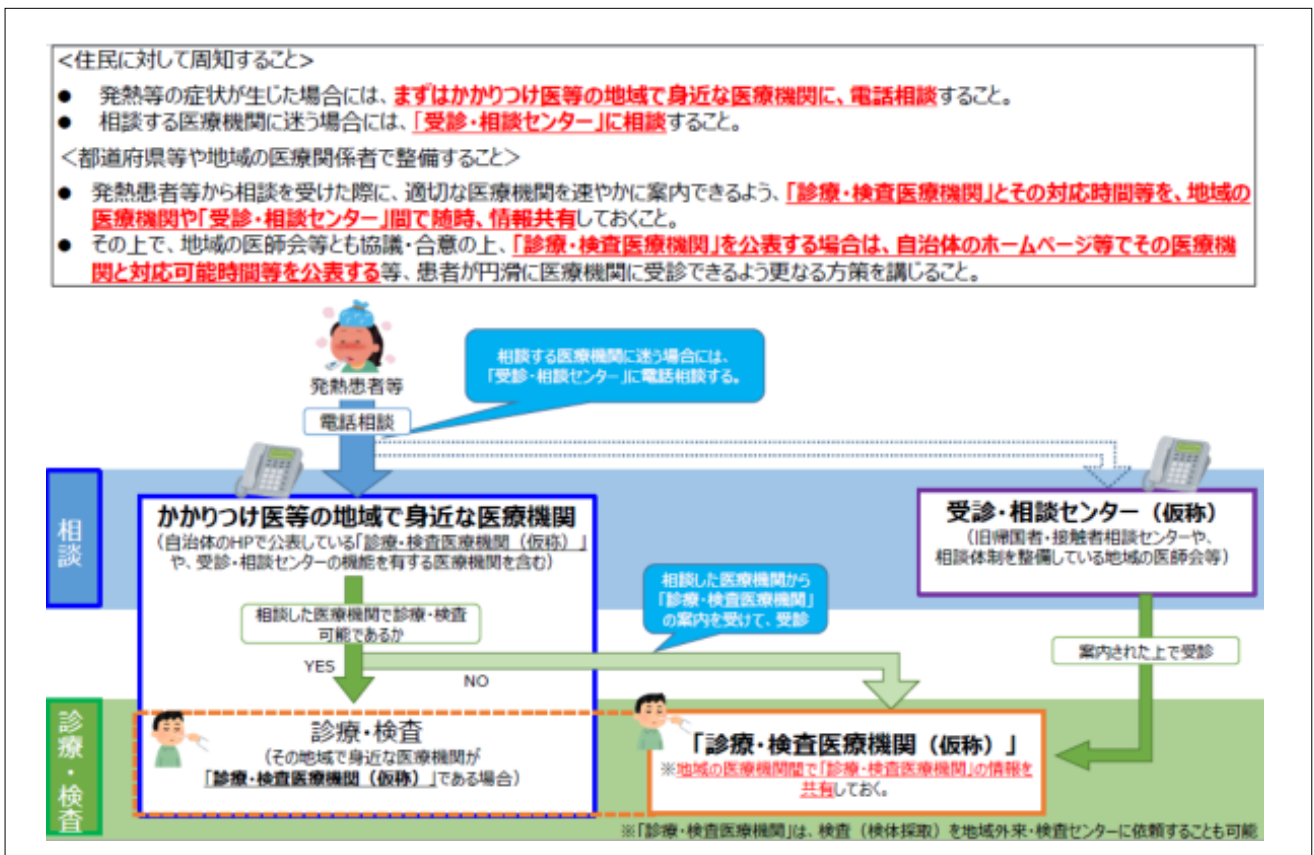 <住民に対して周知すること>
● 発熱等の症状が生じた場合には、まずはかかりつけ医等の地域で身近な医療機関に、電話相談すること。
● 相談する医療機関に迷う場合には、「受診・相談センター」に相談すること。
<都道府県等や地域の医療関係者で整備すること>
● 発熱患者等から相談を受けた際に、適切な医療機関を速やかに案内できるよう、「診療・検査医療機関」とその対応時間等を、地域の
医療機関や「受診・相談センター」間で随時、情報共有しておくこと。
● その上で、地域の医師会等とも協議・合意の上、「診療・検査医療機関」を公表する場合は、自治体のホームページ等でその医療機
関と対応可能時間等を公表する等、患者が円滑に医療機関に受診できるよう更なる方策を講じること。
発熱患者等
相談する医療機関に迷う場合には、
「受診・相談センター」に電話相談する。
電話相談
相談
かかりつけ医等の地域で身近な医療機関
（自治体のHPで公表している「診療・検査医療機関（仮称）」
や、受診・相談センターの機能を有する医療機関を含む）
受診・相談センター（仮称）
（旧帰国者・接触者相談センターや、
相談体制を整備している地域の医師会等）
相談した医療機関で診療・検査
可能であるか
相談した医療機関から
「診療・検査医療機関」
の案内を受けて、受診
案内された上で受診
YES
NO
診療・検査
診療・検査
（その地域で身近な医療機関が
「診療・検査医療機関（仮称）」である場合）
「診療・検査医療機関（仮称）」
※地域の医療機関間で「診療・検査医療機関」の情報を
共有しておく。
※「診療・検査医療機関」は、検査（検体採取）を地域外来・検査センターに依頼することも可能